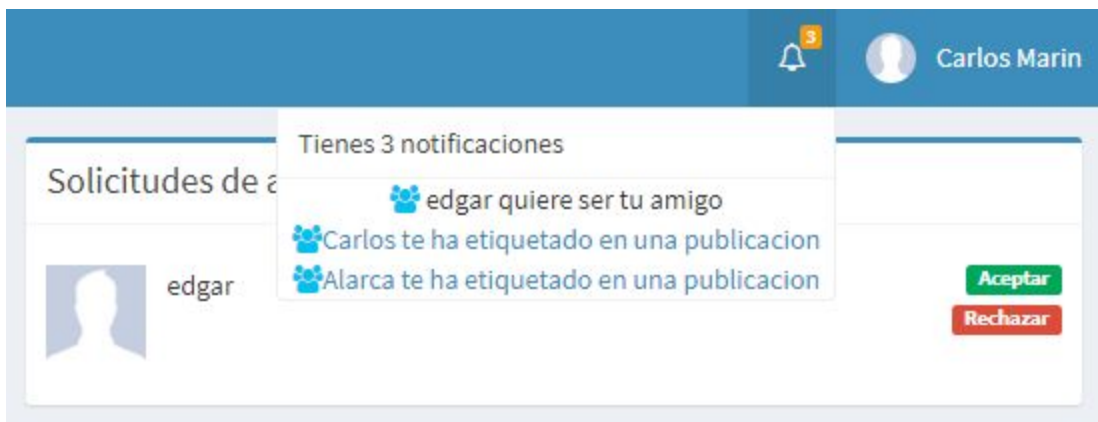 3
Carlos Marin
Tienes 3 notificaciones
Solicitudes de
edgar quiere ser tu amigo
Carlos te ha etiquetado en una publicacion
Alarca te ha etiquetado en una publicacion
edgar
Aceptar
Rechazar